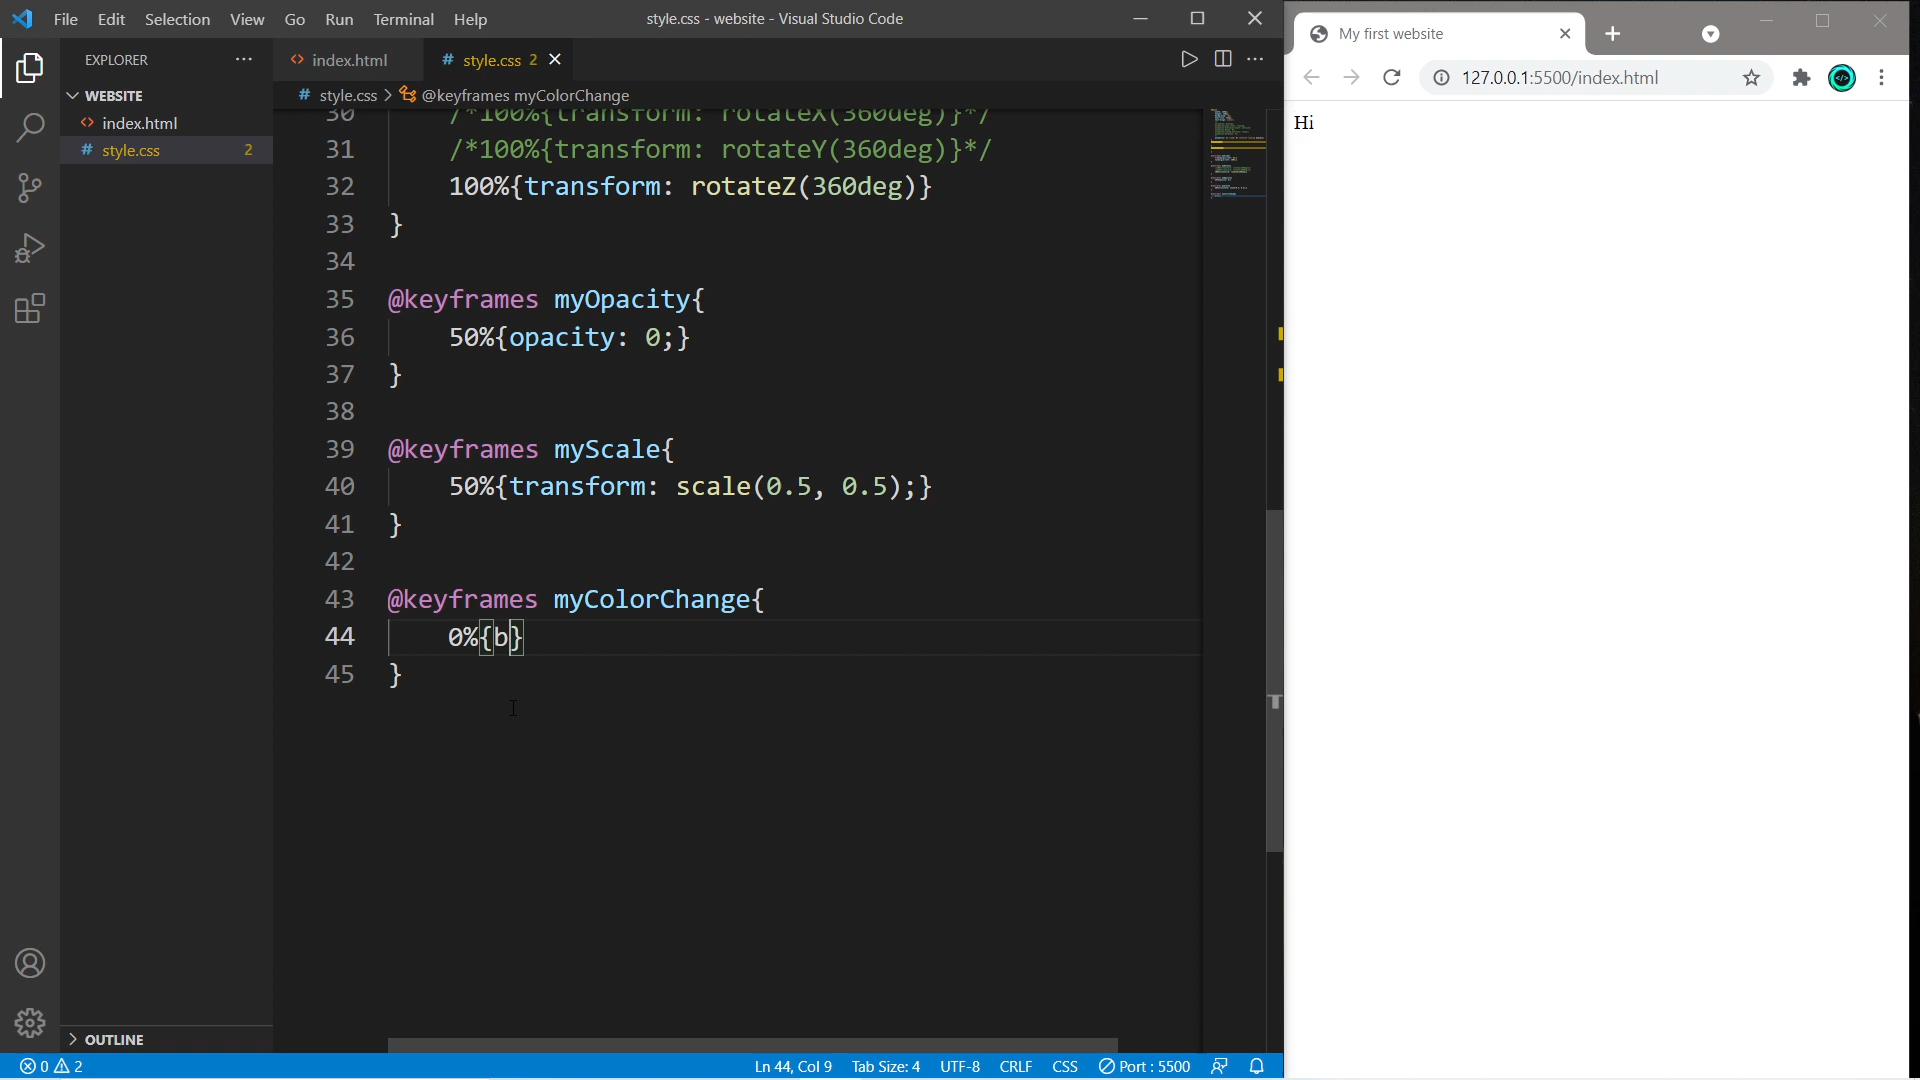 File Edit Selection View Go Run Terminal Help
style.css - website - Visual Studio Code
My first website
EXPLORER
index.html
style.css 2
127.0.0.1:5500/index.html
WEBSITE
index.html
style.css 2
style.css > @keyframes myColorChange
Hi
30 /*100%{transform: rotateX(360deg)}*/
31 /*100%{transform: rotateY(360deg)}*/
32 100%{transform: rotateZ(360deg)}
33 }
34
35 @keyframes myOpacity{
36 50%{opacity: 0;}
37 }
38
39 @keyframes myScale{
40 50%{transform: scale(0.5, 0.5);}
41 }
42
43 @keyframes myColorChange{
44 0%{b}
45 }
OUTLINE
0 2
Ln 44, Col 9 Tab Size: 4 UTF-8 CRLF CSS Port : 5500